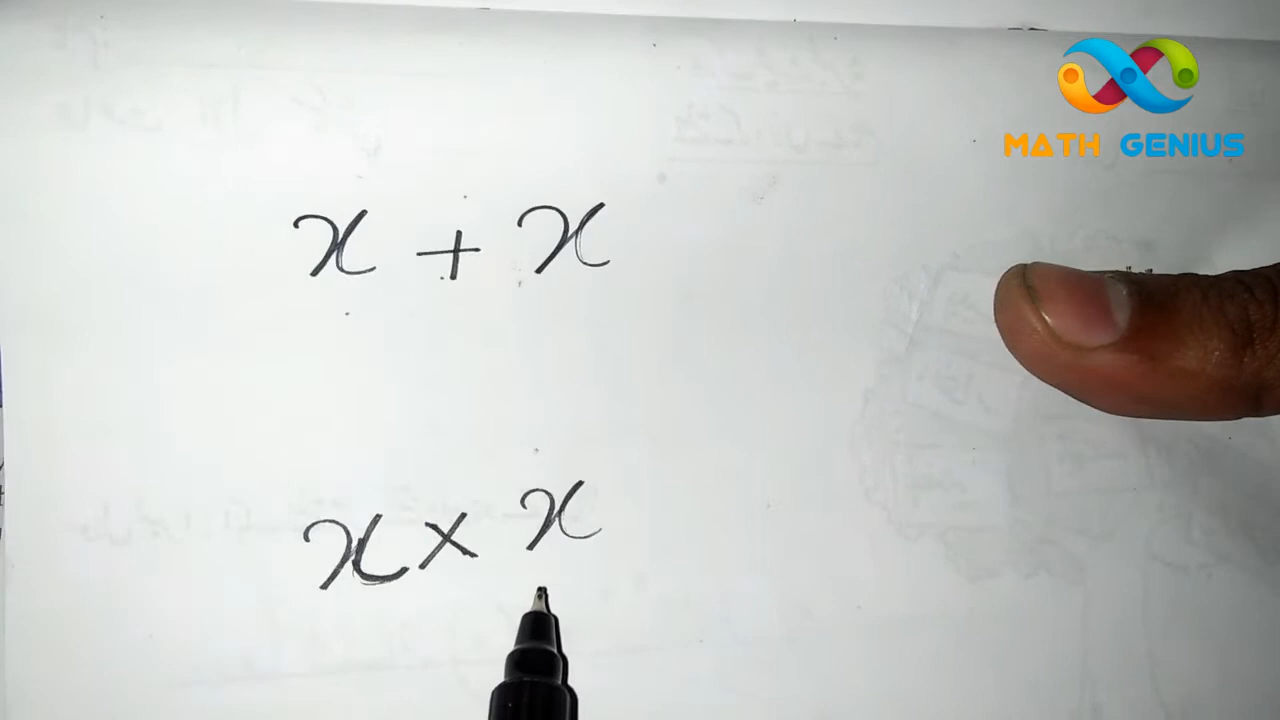 MATH GENIUS
x + x
x × x